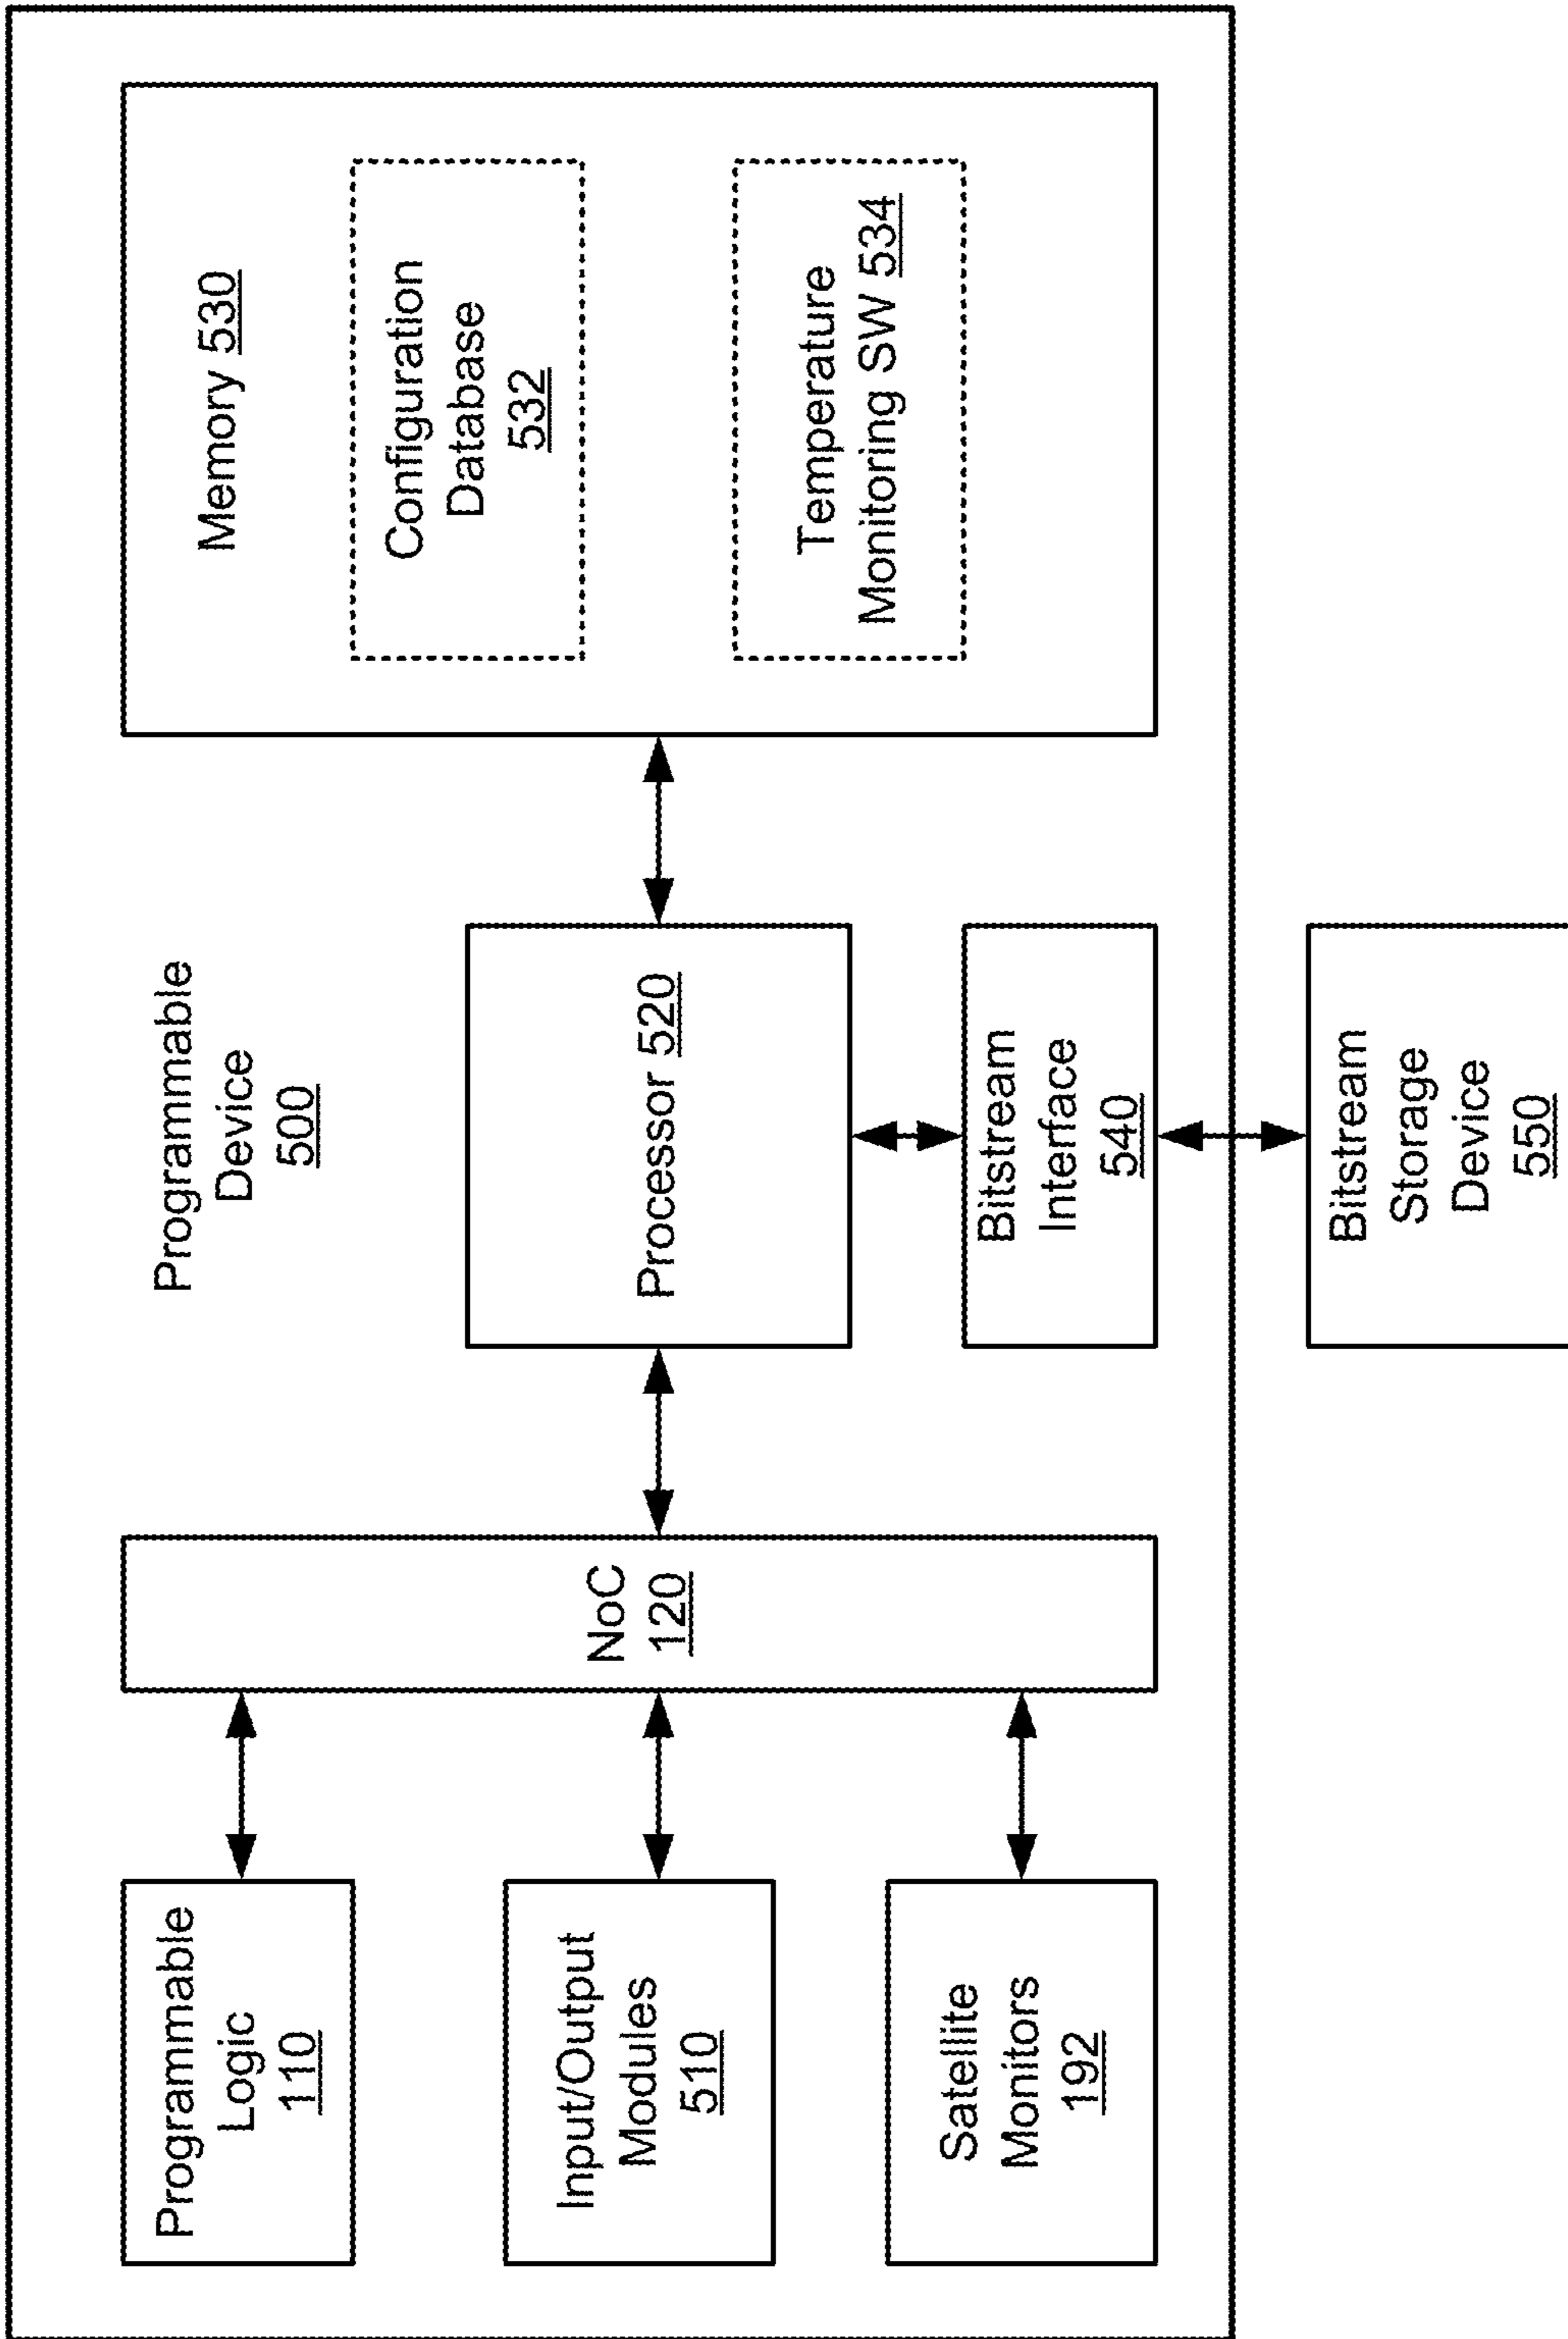 Programmable
Device
500
Programmable
Logic
110
Input/Output
Modules
510
Satellite
Monitors
192
NoC
120
Processor 520
Bitstream
Interface
540
Memory 530
Configuration
Database
532
Temperature
Monitoring SW 534
Bitstream
Storage
Device
550